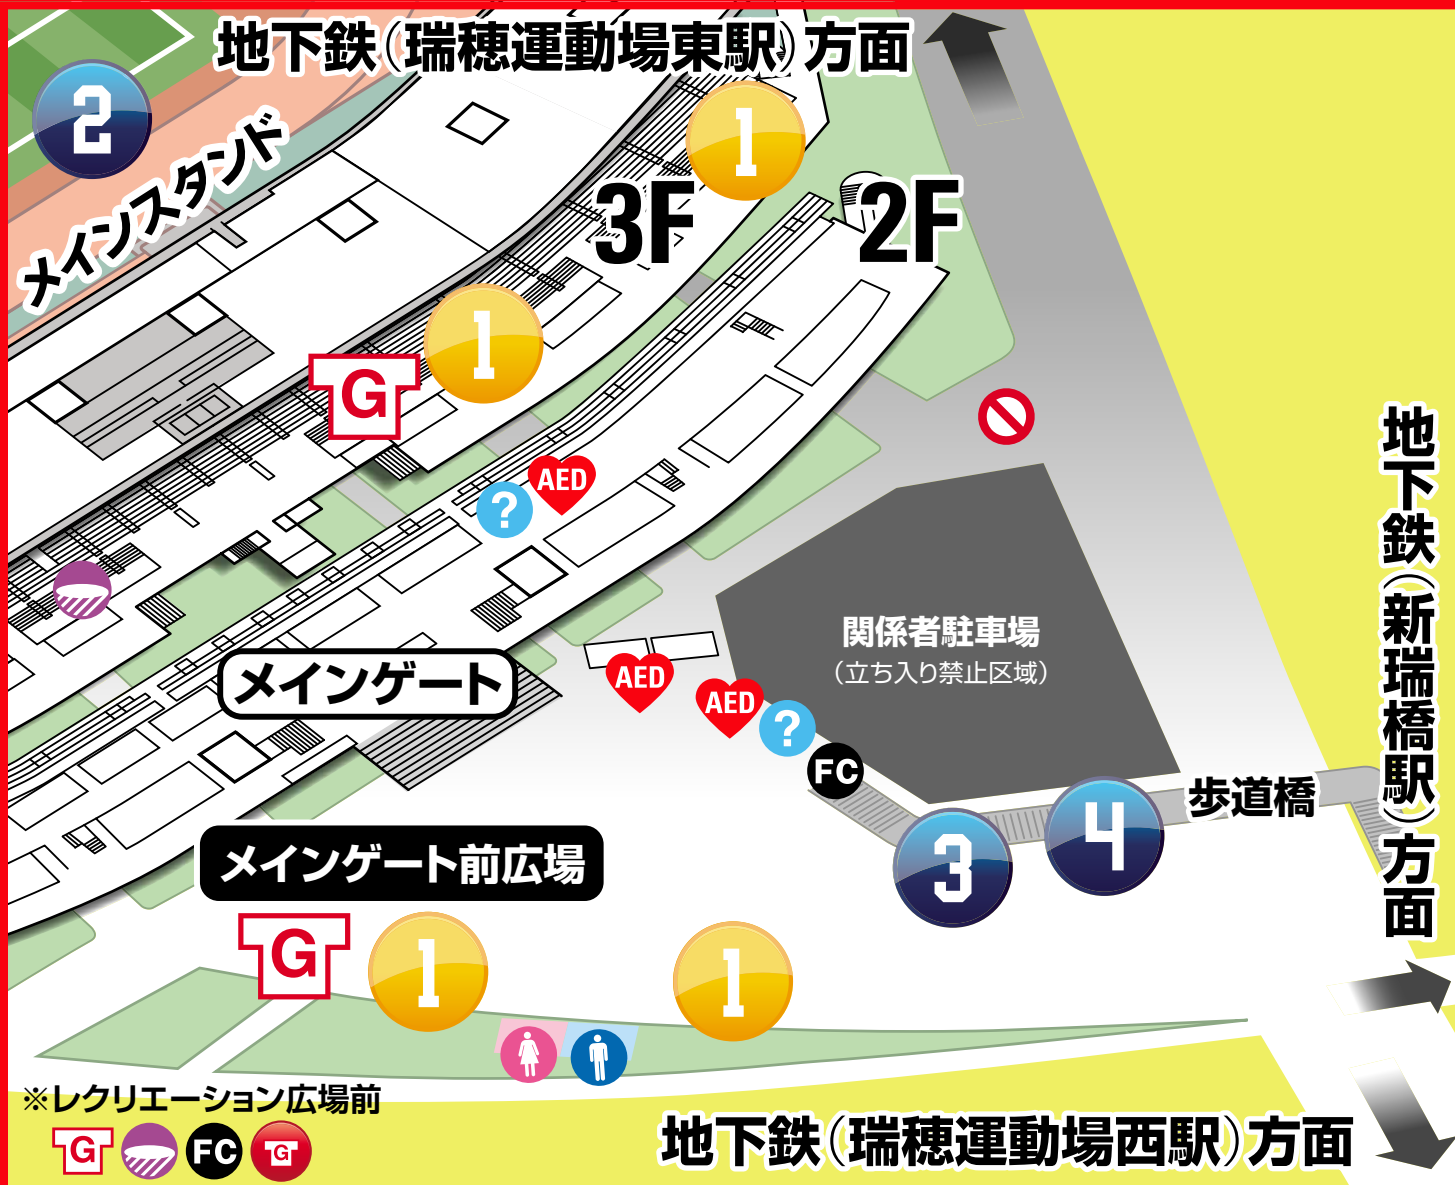 地下鉄(瑞穂運動場東駅)方面
2
1
メインスタンド
3F
2F
1
G
AED
?
地下鉄(新瑞橋駅)方面
関係者駐車場
(立ち入り禁止区域)
メインゲート
AED
AED
?
FC
歩道橋
4
3
メインゲート前広場
G
1
1
※レクリエーション広場前
G
FC
G
地下鉄(瑞穂運動場西駅)方面